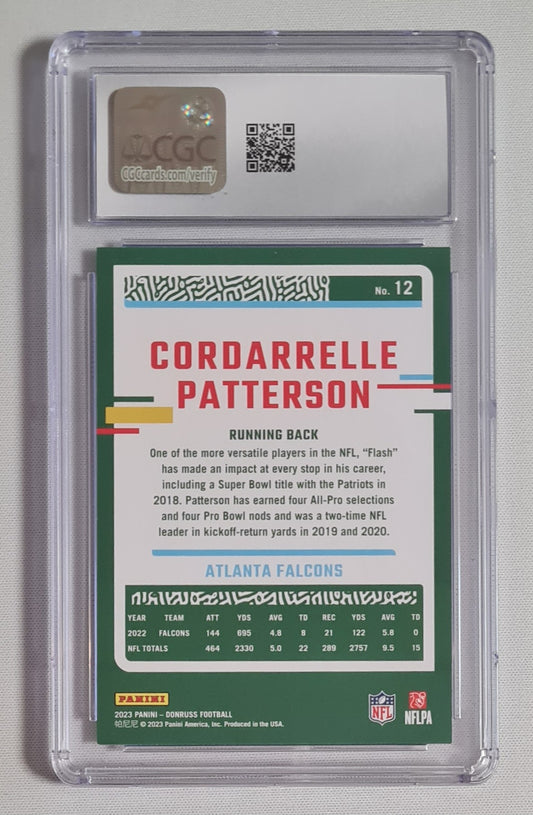 CGC
CGCcards.com/verify
No. 12
CORDARRELLE
PATTERSON
RUNNING BACK
One of the more versatile players in the NFL, “Flash”
has made an impact at every stop in his career,
including a Super Bowl title with the Patriots in
2018. Patterson has earned four All-Pro selections
and four Pro Bowl nods and was a two-time NFL
leader in kickoff-return yards in 2019 and 2020.
ATLANTA FALCONS
YEAR TEAM ATT YDS AVG TD REC YDS AVG TD
2022 FALCONS 144 695 4.8 8 21 122 5.8 0
NFL TOTALS 464 2330 5.0 22 289 2757 9.5 15
PANINI
NFL
NFLPA
2023 PANINI – DONRUSS FOOTBALL
帕尼尼 © 2023 Panini America, Inc. Produced in the USA.